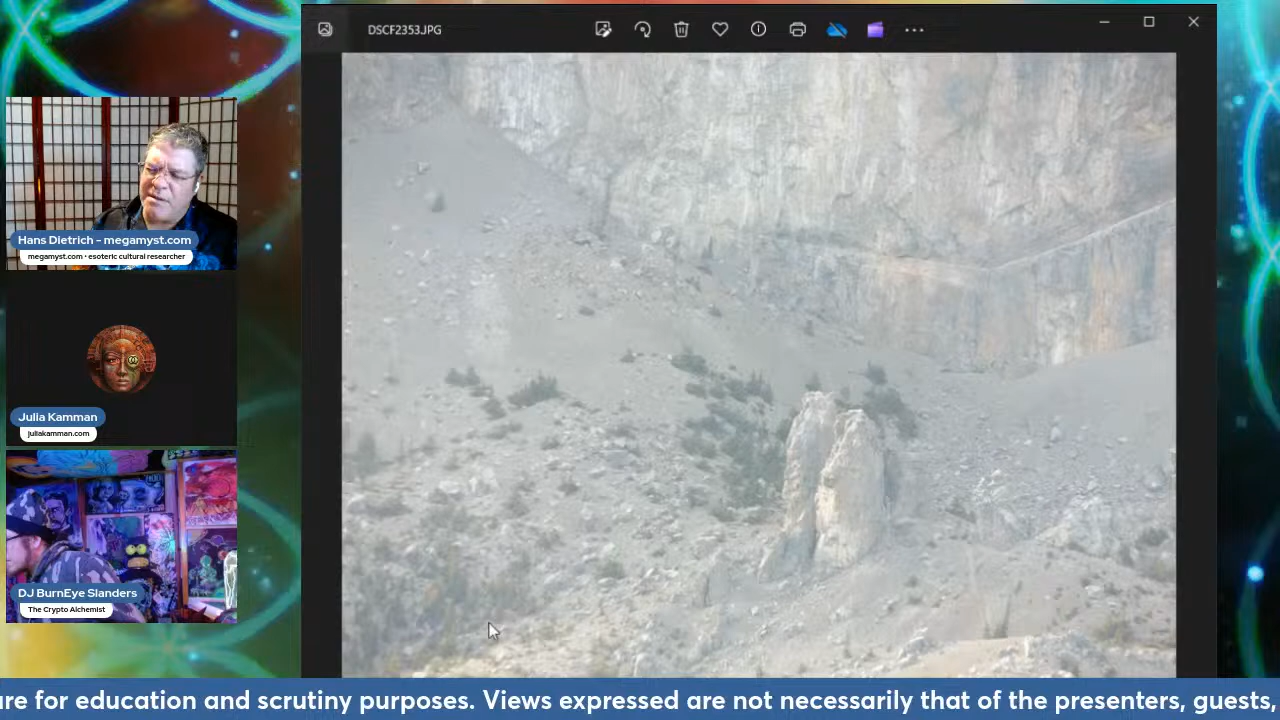 DSCF2353.JPG
Hans Dietrich - megamyst.com
megamyst.com • esoteric cultural researcher
Julia Kamman
juliakamman.com
DJ BurnEye Slanders
The Crypto Alchemist
are for education and scrutiny purposes. Views expressed are not necessarily that of the presenters, guests,